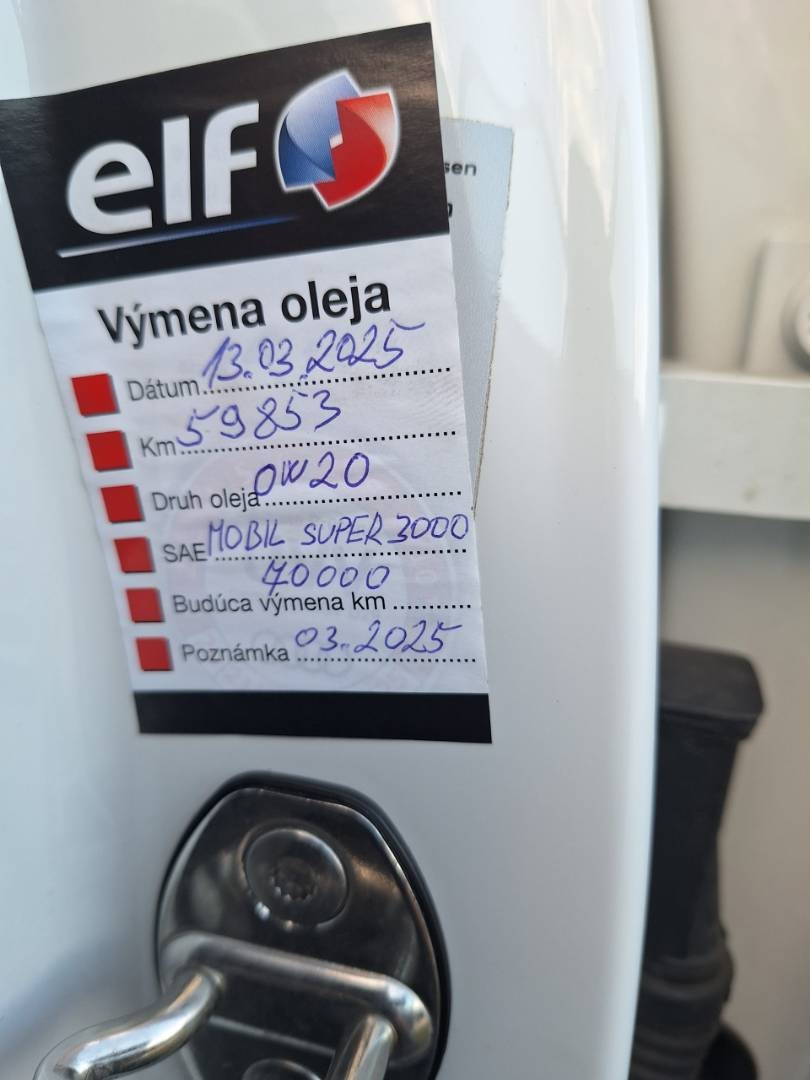 elf
sen
Výmena oleja
Dátum 13.03.2025
Km 59853
Druh oleja 0W20
SAE MOBIL SUPER 3000
Budúca výmena km 70000
Poznámka 03.2025